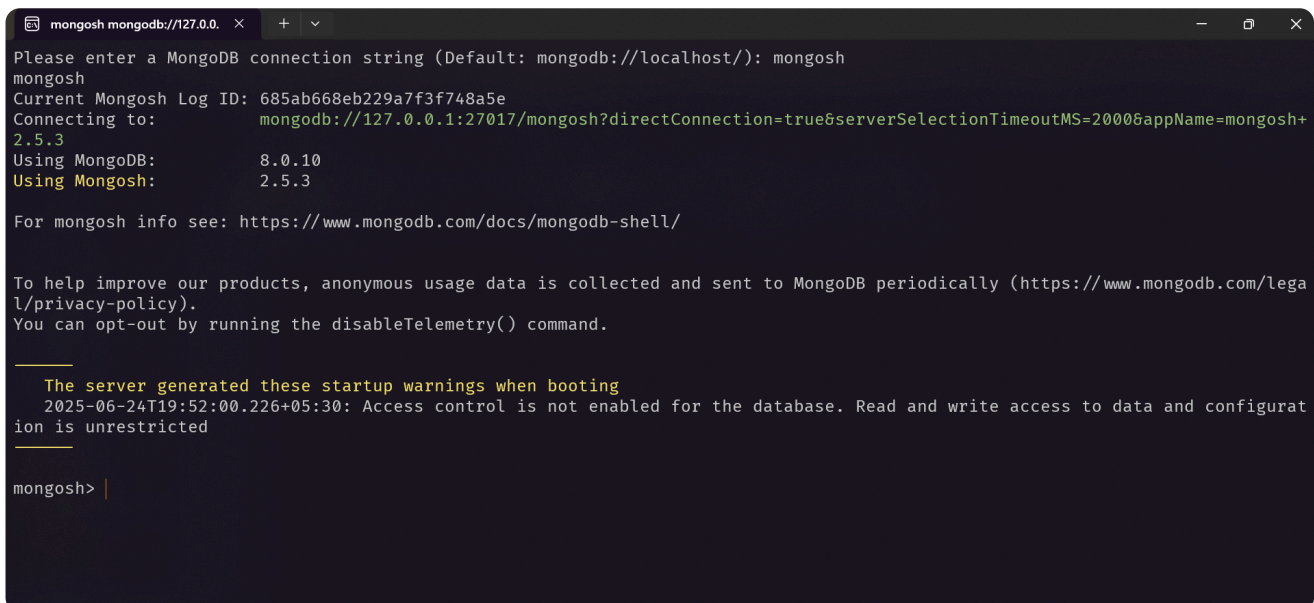 mongosh mongodb://127.0.0.
Please enter a MongoDB connection string (Default: mongodb://localhost/): mongosh
mongosh
Current Mongosh Log ID: 685ab668eb229a7f3f748a5e
Connecting to: mongodb://127.0.0.1:27017/mongosh?directConnection=true&serverSelectionTimeoutMS=2000&appName=mongosh+
2.5.3
Using MongoDB: 8.0.10
Using Mongosh: 2.5.3
For mongosh info see: https://www.mongodb.com/docs/mongodb-shell/
To help improve our products, anonymous usage data is collected and sent to MongoDB periodically (https://www.mongodb.com/lega
l/privacy-policy).
You can opt-out by running the disableTelemetry() command.
------
The server generated these startup warnings when booting
2025-06-24T19:52:00.226+05:30: Access control is not enabled for the database. Read and write access to data and configurat
ion is unrestricted
------
mongosh>